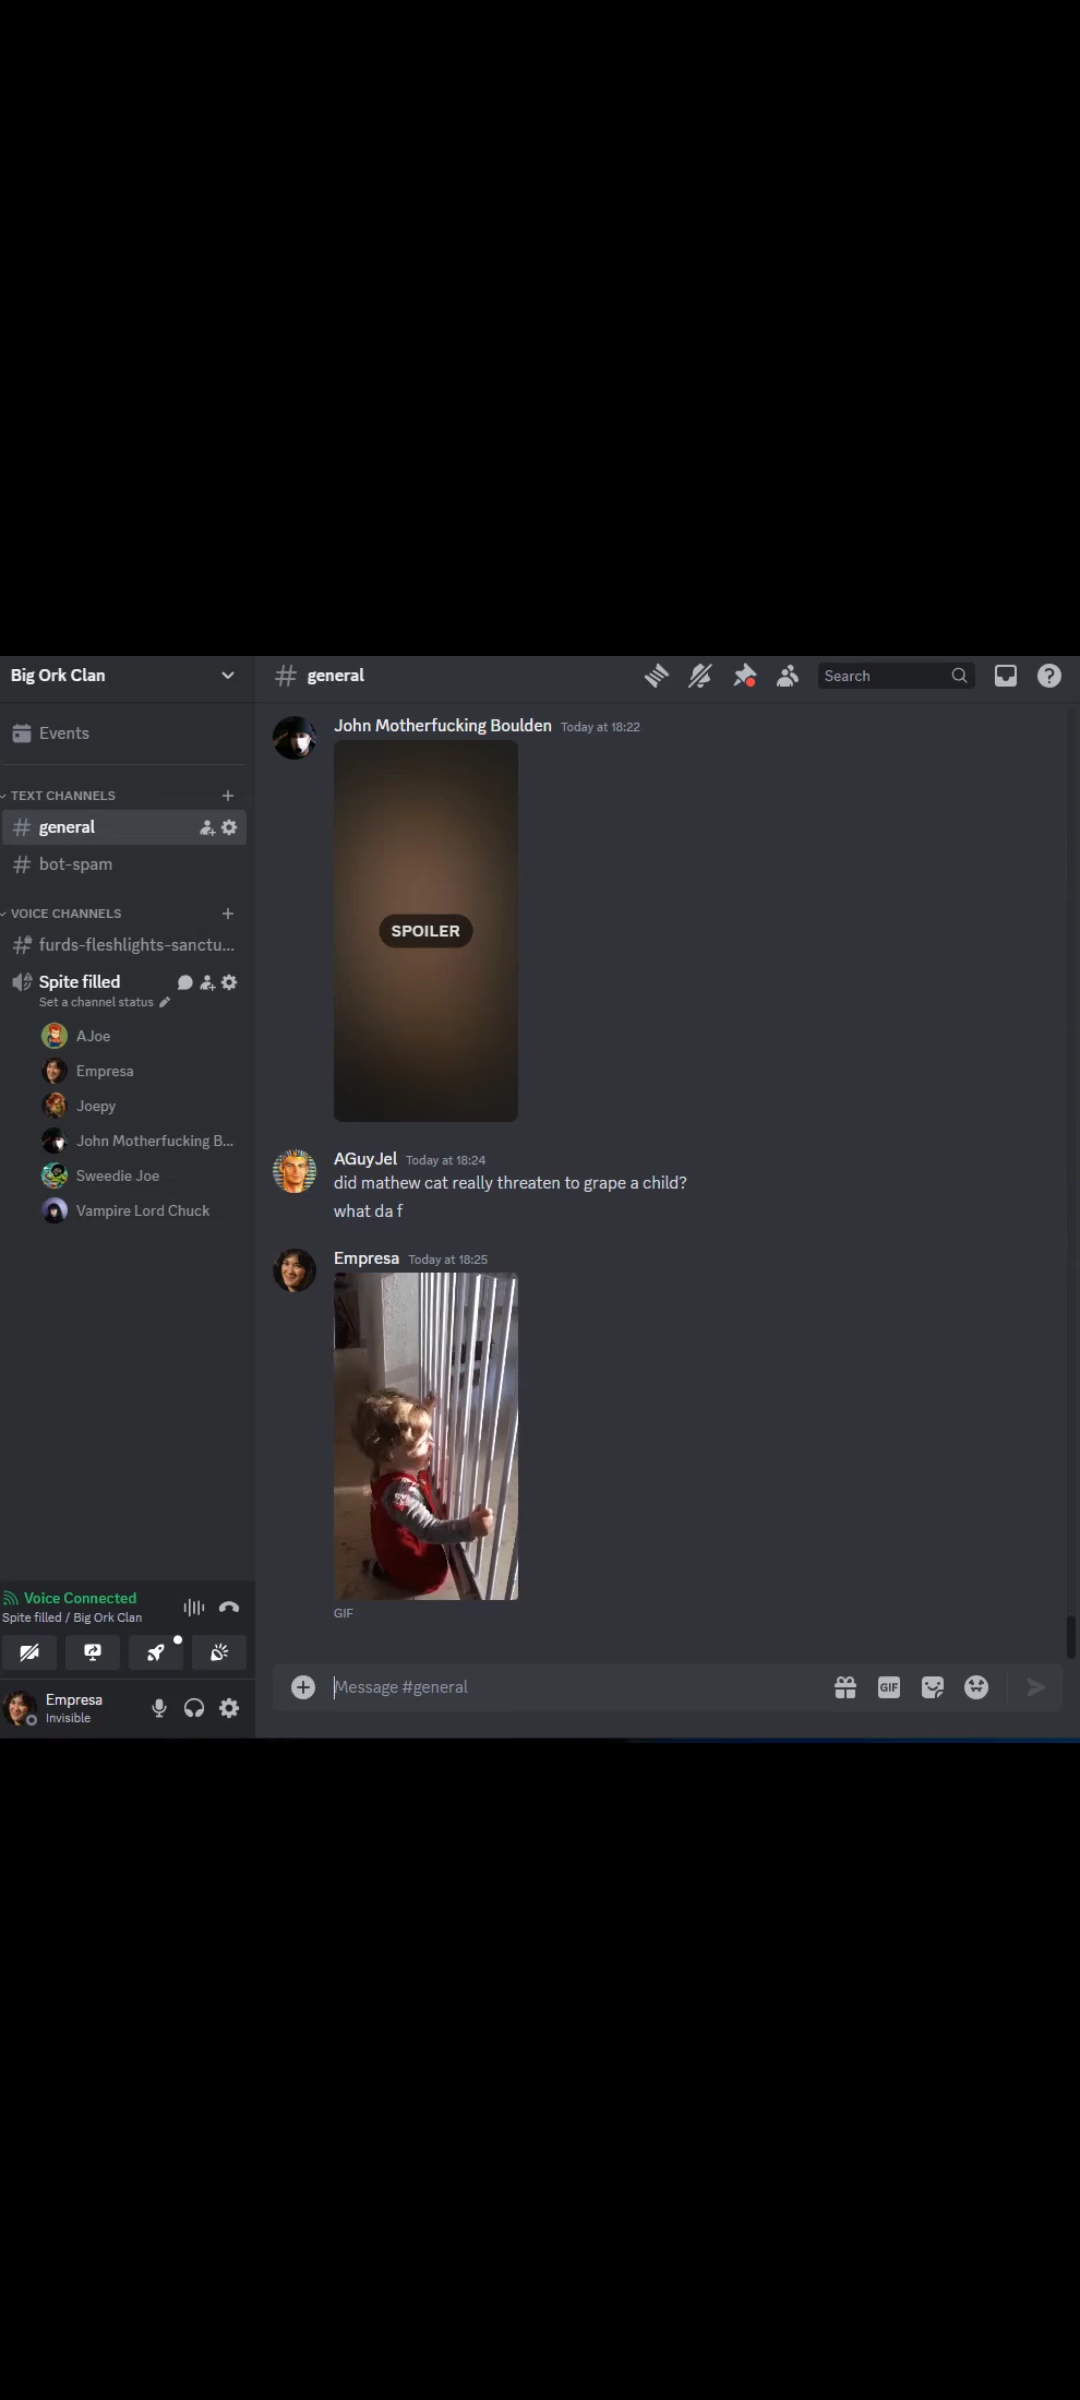 Big Ork Clan
Events
TEXT CHANNELS
general
bot-spam
VOICE CHANNELS
furds-fleshlights-sanctu...
Spite filled
Set a channel status
AJoe
Empresa
Joepy
John Motherfucking B...
Sweedie Joe
Vampire Lord Chuck
Voice Connected
Spite filled / Big Ork Clan
Empresa
Invisible
# general
Search
John Motherfucking Boulden Today at 18:22
SPOILER
AGuyJel Today at 18:24
did mathew cat really threaten to grape a child?
what da f
Empresa Today at 18:25
GIF
Message #general
GIF